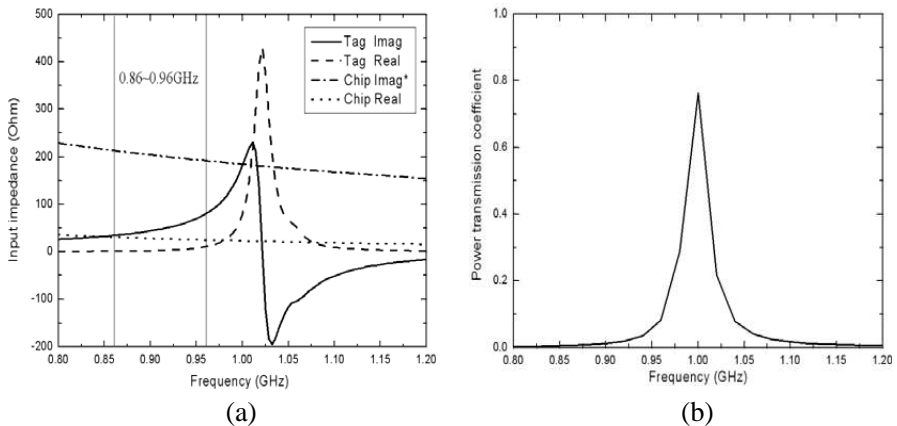 500
400
300
200
100
0
-100
-200
Input impedance (Ohm)
0.86~0.96GHz
Tag Imag
Tag Real
Chip Imag*
Chip Real
0.80 0.85 0.90 0.95 1.00 1.05 1.10 1.15 1.20
Frequency (GHz)
(a)
1.0
0.8
0.6
0.4
0.2
0.0
Power transmission coefficient
0.80 0.85 0.90 0.95 1.00 1.05 1.10 1.15 1.20
Frequency (GHz)
(b)